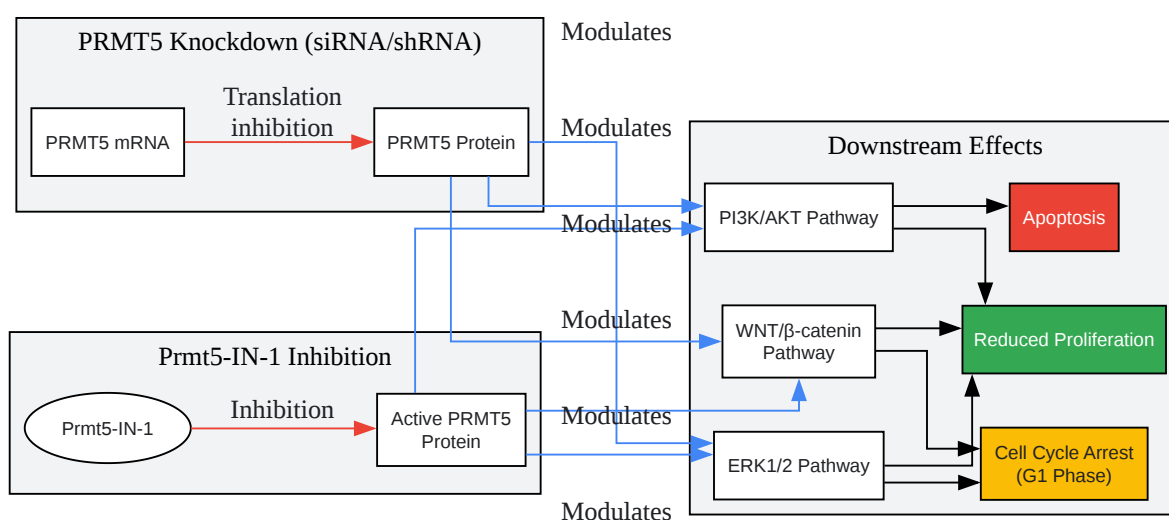 PRMT5 Knockdown (siRNA/shRNA)
Modulates
Translation
inhibition
PRMT5 mRNA
PRMT5 Protein
Modulates
Downstream Effects
PI3K/AKT Pathway
Apoptosis
Modulates
Modulates
WNT/β-catenin
Pathway
Reduced Proliferation
Prmt5-IN-1 Inhibition
Inhibition
Prmt5-IN-1
Active PRMT5
Protein
Modulates
ERK1/2 Pathway
Cell Cycle Arrest
(G1 Phase)
Modulates